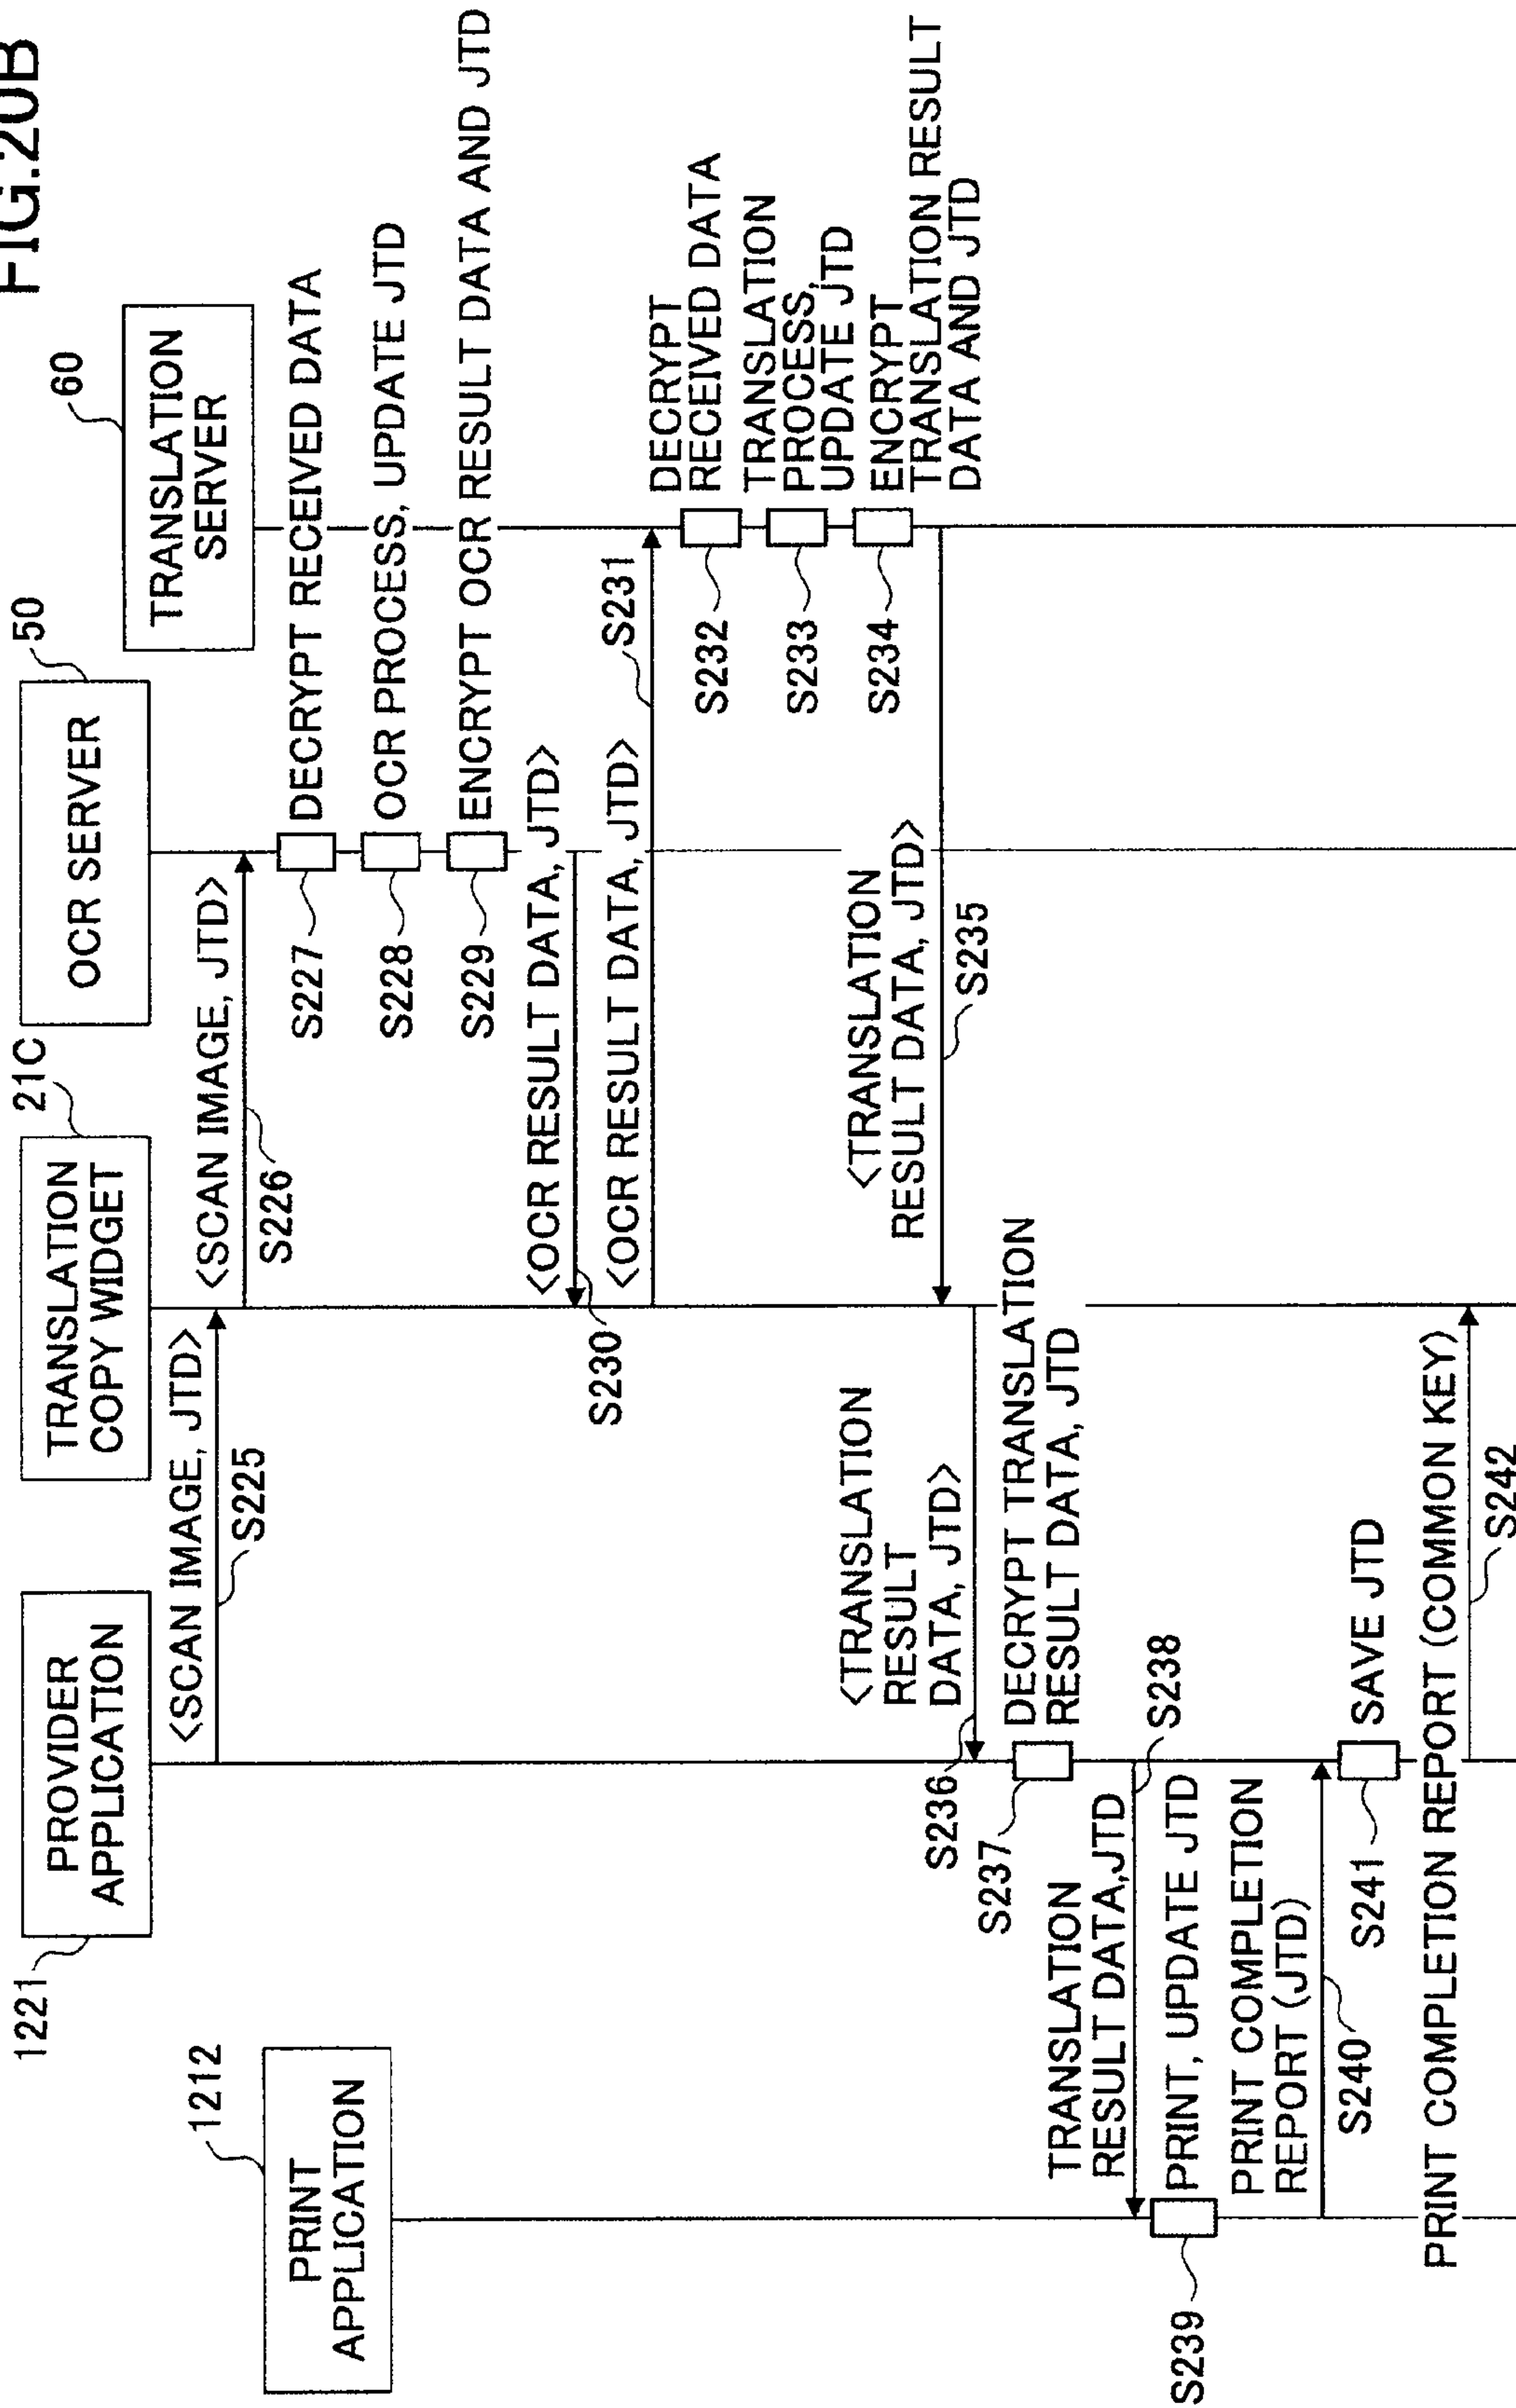 FIG.20B
1212
PRINT
APPLICATION
1221
PROVIDER
APPLICATION
21C
TRANSLATION
COPY WIDGET
50
OCR SERVER
60
TRANSLATION
SERVER
<SCAN IMAGE, JTD>
S225
<SCAN IMAGE, JTD>
S226
S227
DECRYPT RECEIVED DATA
S228
OCR PROCESS, UPDATE JTD
S229
ENCRYPT OCR RESULT DATA AND JTD
<OCR RESULT DATA, JTD>
S230
<OCR RESULT DATA, JTD>
S231
S232
DECRYPT
RECEIVED DATA
S233
TRANSLATION
PROCESS,
UPDATE JTD
S234
ENCRYPT
TRANSLATION RESULT
DATA AND JTD
<TRANSLATION
RESULT DATA, JTD>
S235
<TRANSLATION
RESULT
DATA, JTD>
S236
S237
DECRYPT TRANSLATION
RESULT DATA, JTD
TRANSLATION
RESULT DATA,JTD
S238
S239
PRINT, UPDATE JTD
PRINT COMPLETION
REPORT (JTD)
S240
S241
SAVE JTD
PRINT COMPLETION REPORT (COMMON KEY)
S242